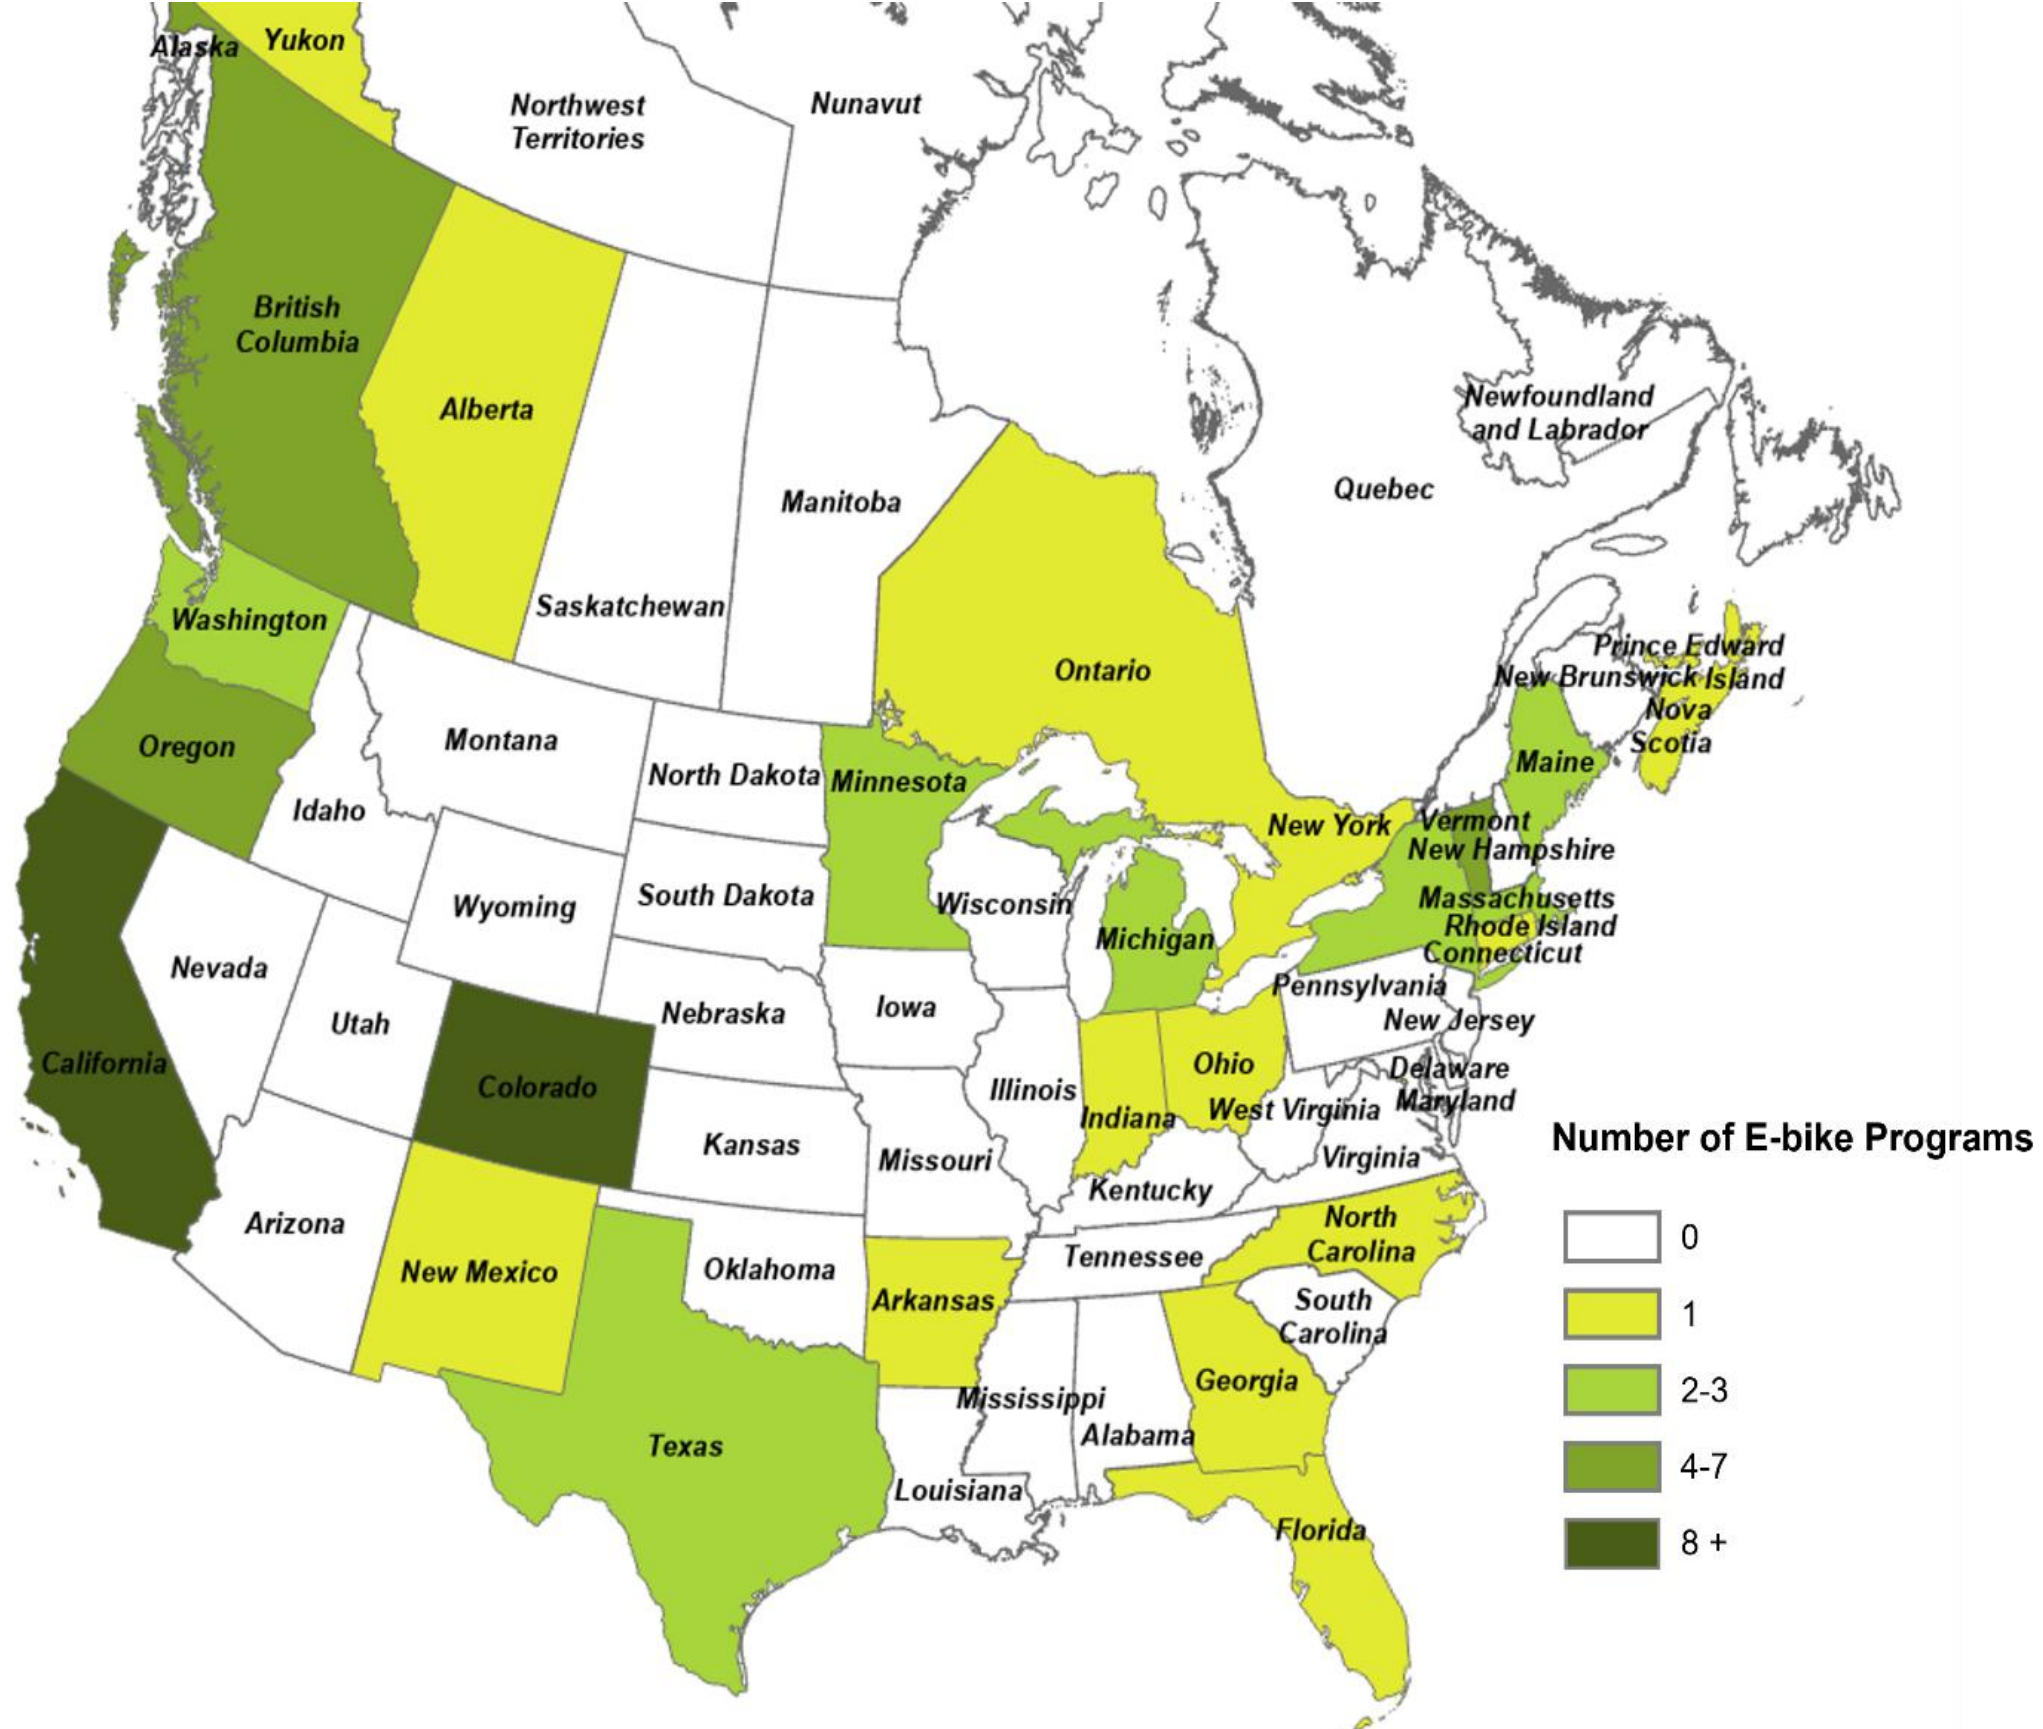 Alaska
Yukon
Northwest
Territories
Nunavut
British
Columbia
Alberta
Newfoundland
and Labrador
Quebec
Manitoba
Saskatchewan
Washington
Ontario
Prince Edward
New Brunswick Island
Nova
Scotia
Oregon
Montana
North Dakota
Minnesota
Maine
Idaho
New York
Vermont
New Hampshire
Wyoming
South Dakota
Wisconsin
Massachusetts
Rhode Island
Michigan
Connecticut
Nevada
Pennsylvania
Utah
Nebraska
Iowa
New Jersey
California
Colorado
Ohio
Delaware
Illinois
Indiana
West Virginia
Maryland
Kansas
Missouri
Virginia
Kentucky
Arizona
North
Carolina
New Mexico
Oklahoma
Tennessee
Arkansas
South
Carolina
Georgia
Mississippi
Alabama
Texas
Louisiana
Florida
Number of E-bike Programs
0
1
2-3
4-7
8 +